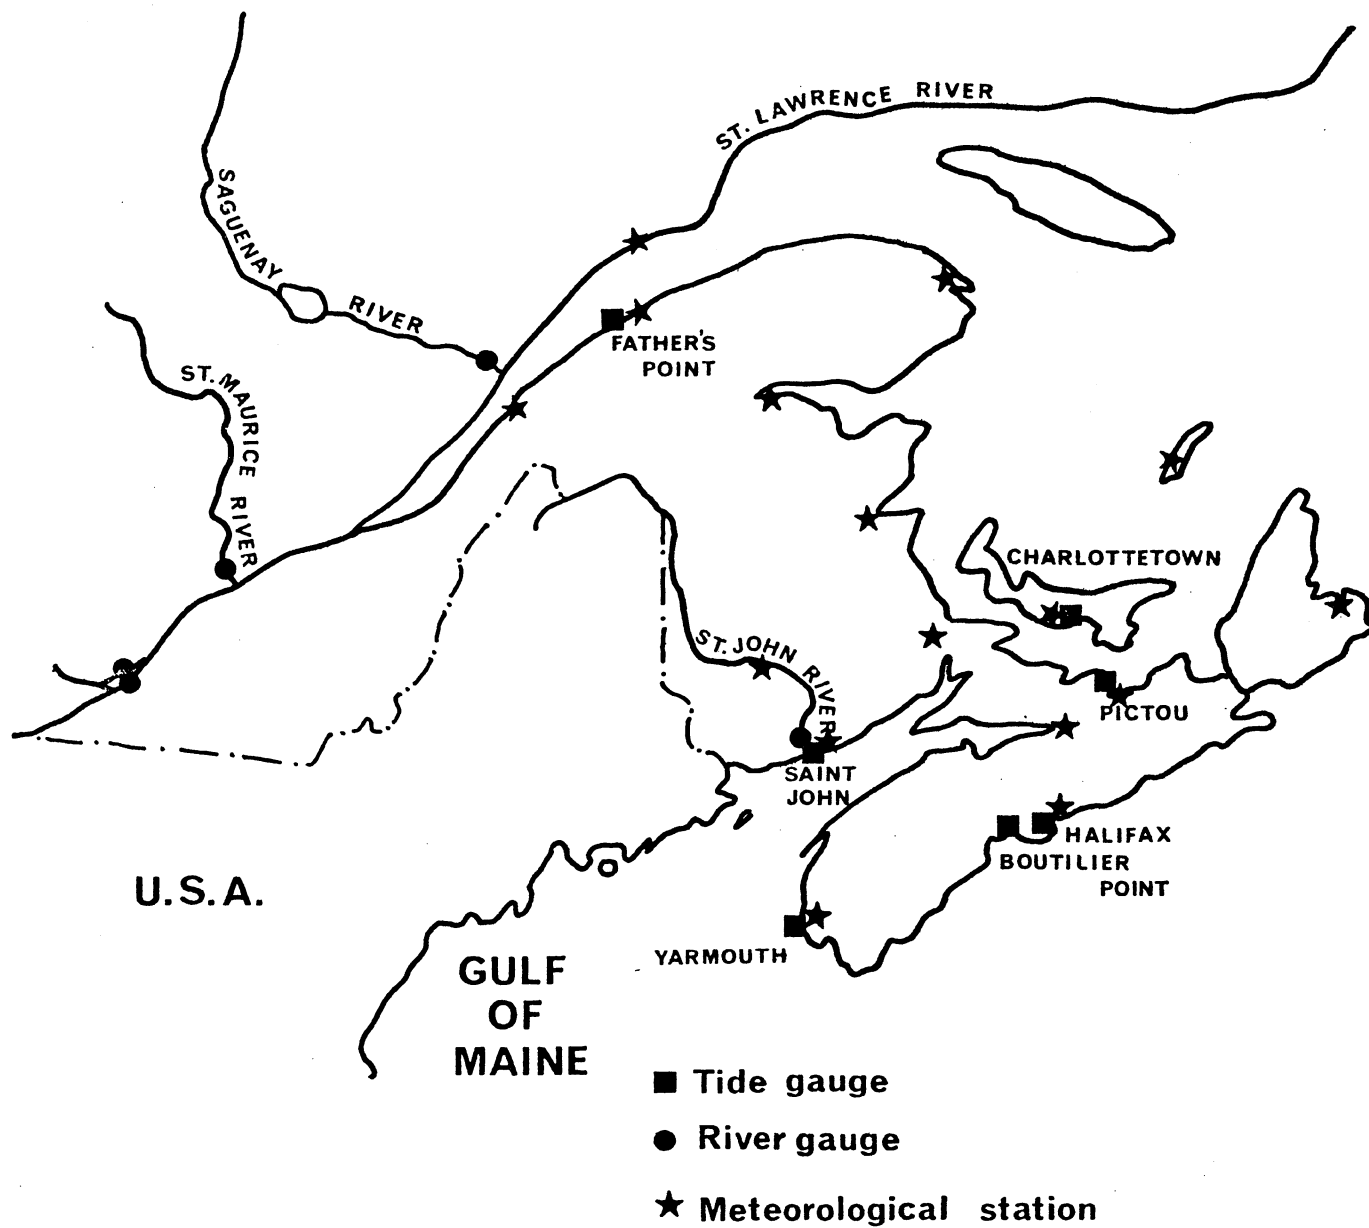 ST. LAWRENCE RIVER
SAGUENAY RIVER
ST. MAURICE RIVER
FATHER'S
POINT
CHARLOTTETOWN
ST. JOHN RIVER
PICTOU
SAINT
JOHN
HALIFAX
BOUTILIER
POINT
U.S.A.
YARMOUTH
GULF
OF
MAINE
Tide gauge
River gauge
Meteorological station